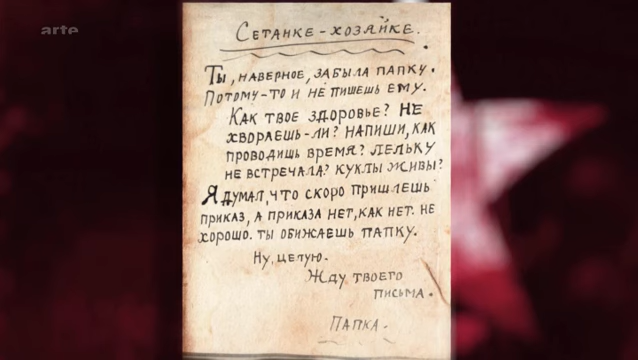 arte
Сетанке-хозяйке.
Ты, наверное, забыла папку.
Потому-то и не пишешь ему.
Как твое здоровье? Не
хвораешь-ли? Напиши, как
проводишь время? Лельку
не встречала? Куклы живы?
Я думал, что скоро пришлешь
приказ, а приказа нет, как нет. Не
хорошо. Ты обижаешь папку.
Ну, целую.
Жду твоего
письма.
Папка.